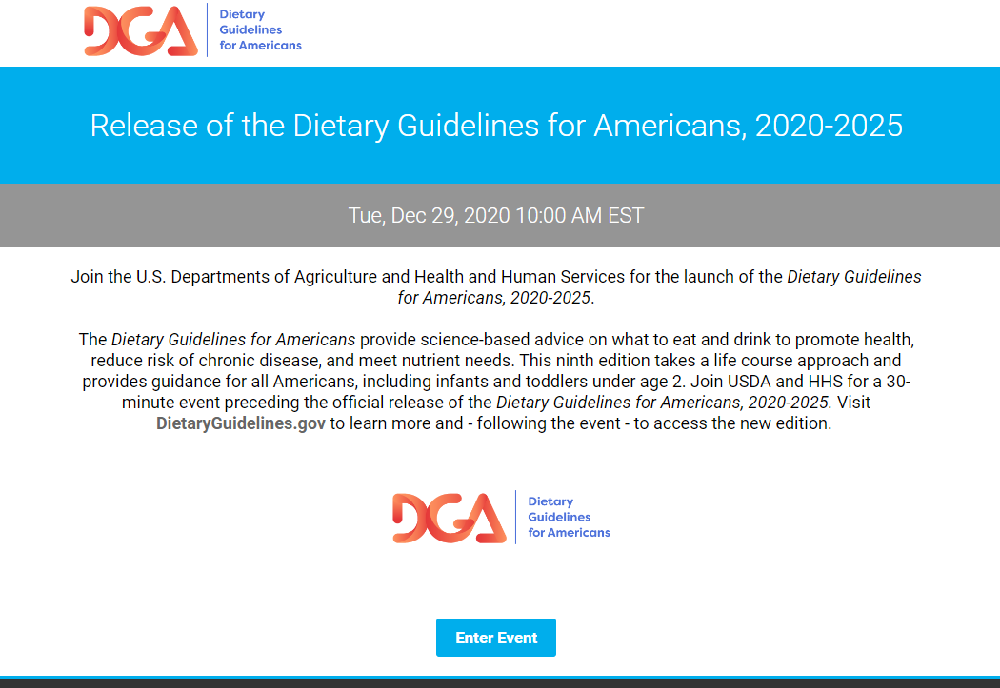 DGA
Dietary
Guidelines
for Americans
Release of the Dietary Guidelines for Americans, 2020-2025
Tue, Dec 29, 2020 10:00 AM EST
Join the U.S. Departments of Agriculture and Health and Human Services for the launch of the Dietary Guidelines
for Americans, 2020-2025.
The Dietary Guidelines for Americans provide science-based advice on what to eat and drink to promote health,
reduce risk of chronic disease, and meet nutrient needs. This ninth edition takes a life course approach and
provides guidance for all Americans, including infants and toddlers under age 2. Join USDA and HHS for a 30-
minute event preceding the official release of the Dietary Guidelines for Americans, 2020-2025. Visit
DietaryGuidelines.gov to learn more and - following the event - to access the new edition.
DGA
Dietary
Guidelines
for Americans
Enter Event